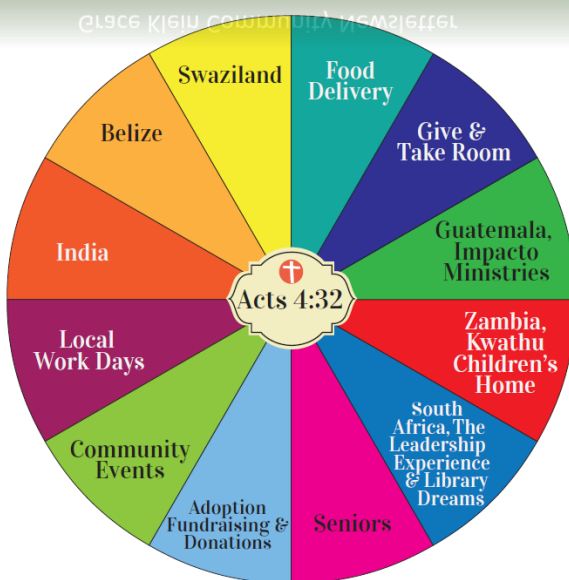 Grace Klein Community Newsletter
Swaziland
Food
Delivery
Give &
Take Room
Guatemala,
Impacto
Ministries
Zambia,
Kwathu
Children's
Home
South
Africa, The
Leadership
Experience
& Library
Dreams
Seniors
Adoption
Fundraising &
Donations
Community
Events
Local
Work Days
India
Belize
Acts 4:32